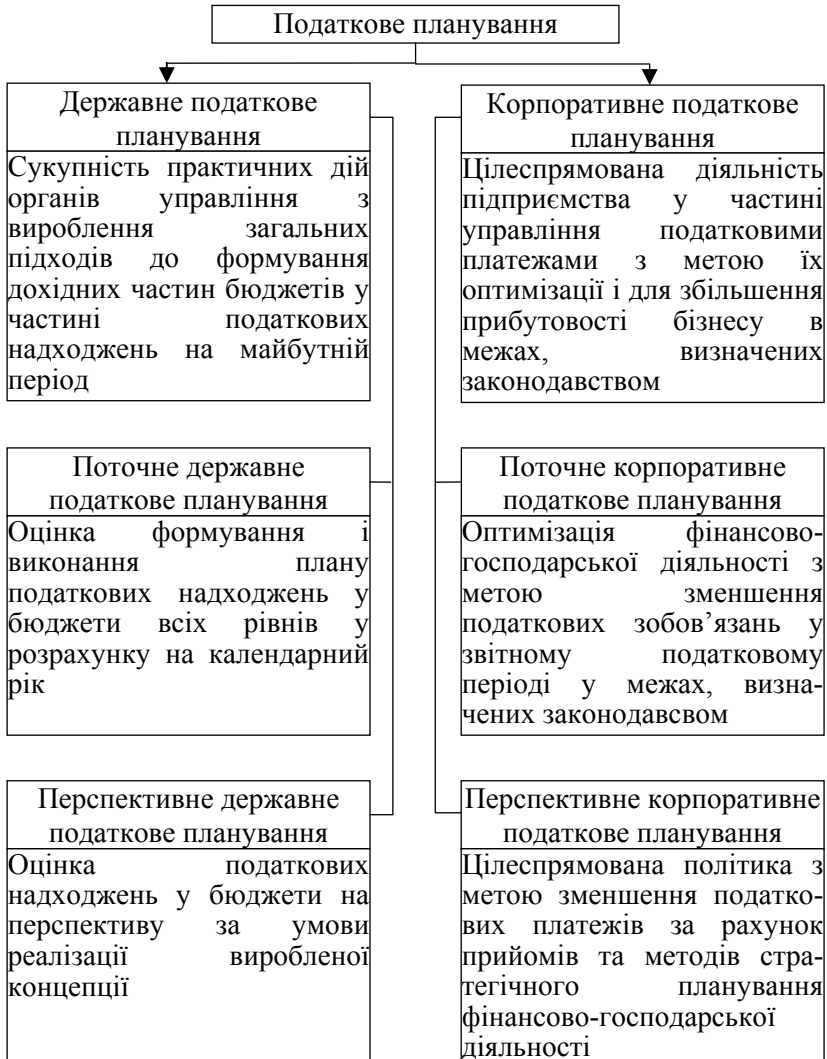 Податкове планування
Державне податкове
планування
Сукупність практичних дій
органів управління з
вироблення загальних
підходів до формування
дохідних частин бюджетів у
частині податкових
надходжень на майбутній
період
Корпоративне податкове
планування
Цілеспрямована діяльність
підприємства у частині
управління податковими
платежами з метою їх
оптимізації і для збільшення
прибутовості бізнесу в
межах, визначених
законодавством
Поточне державне
податкове планування
Оцінка формування і
виконання плану
податкових надходжень у
бюджети всіх рівнів у
розрахунку на календарний
рік
Поточне корпоративне
податкове планування
Оптимізація фінансово-
господарської діяльності з
метою зменшення
податкових зобов’язань у
звітному податковому
періоді у межах, визна-
чених законодавсвом
Перспективне державне
податкове планування
Оцінка податкових
надходжень у бюджети на
перспективу за умови
реалізації виробленої
концепції
Перспективне корпоративне
податкове планування
Цілеспрямована політика з
метою зменшення податко-
вих платежів за рахунок
прийомів та методів стра-
тегічного планування
фінансово-господарської
діяльності